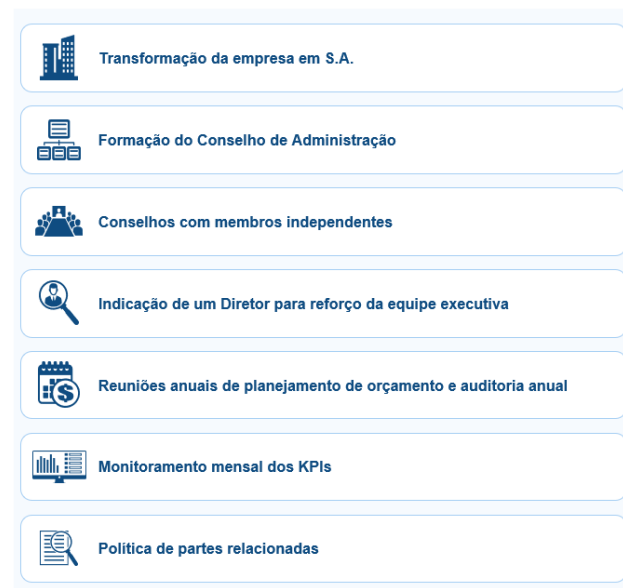 Transformação da empresa em S.A.
Formação do Conselho de Administração
Conselhos com membros independentes
Indicação de um Diretor para reforço da equipe executiva
Reuniões anuais de planejamento de orçamento e auditoria anual
Monitoramento mensal dos KPIs
Política de partes relacionadas